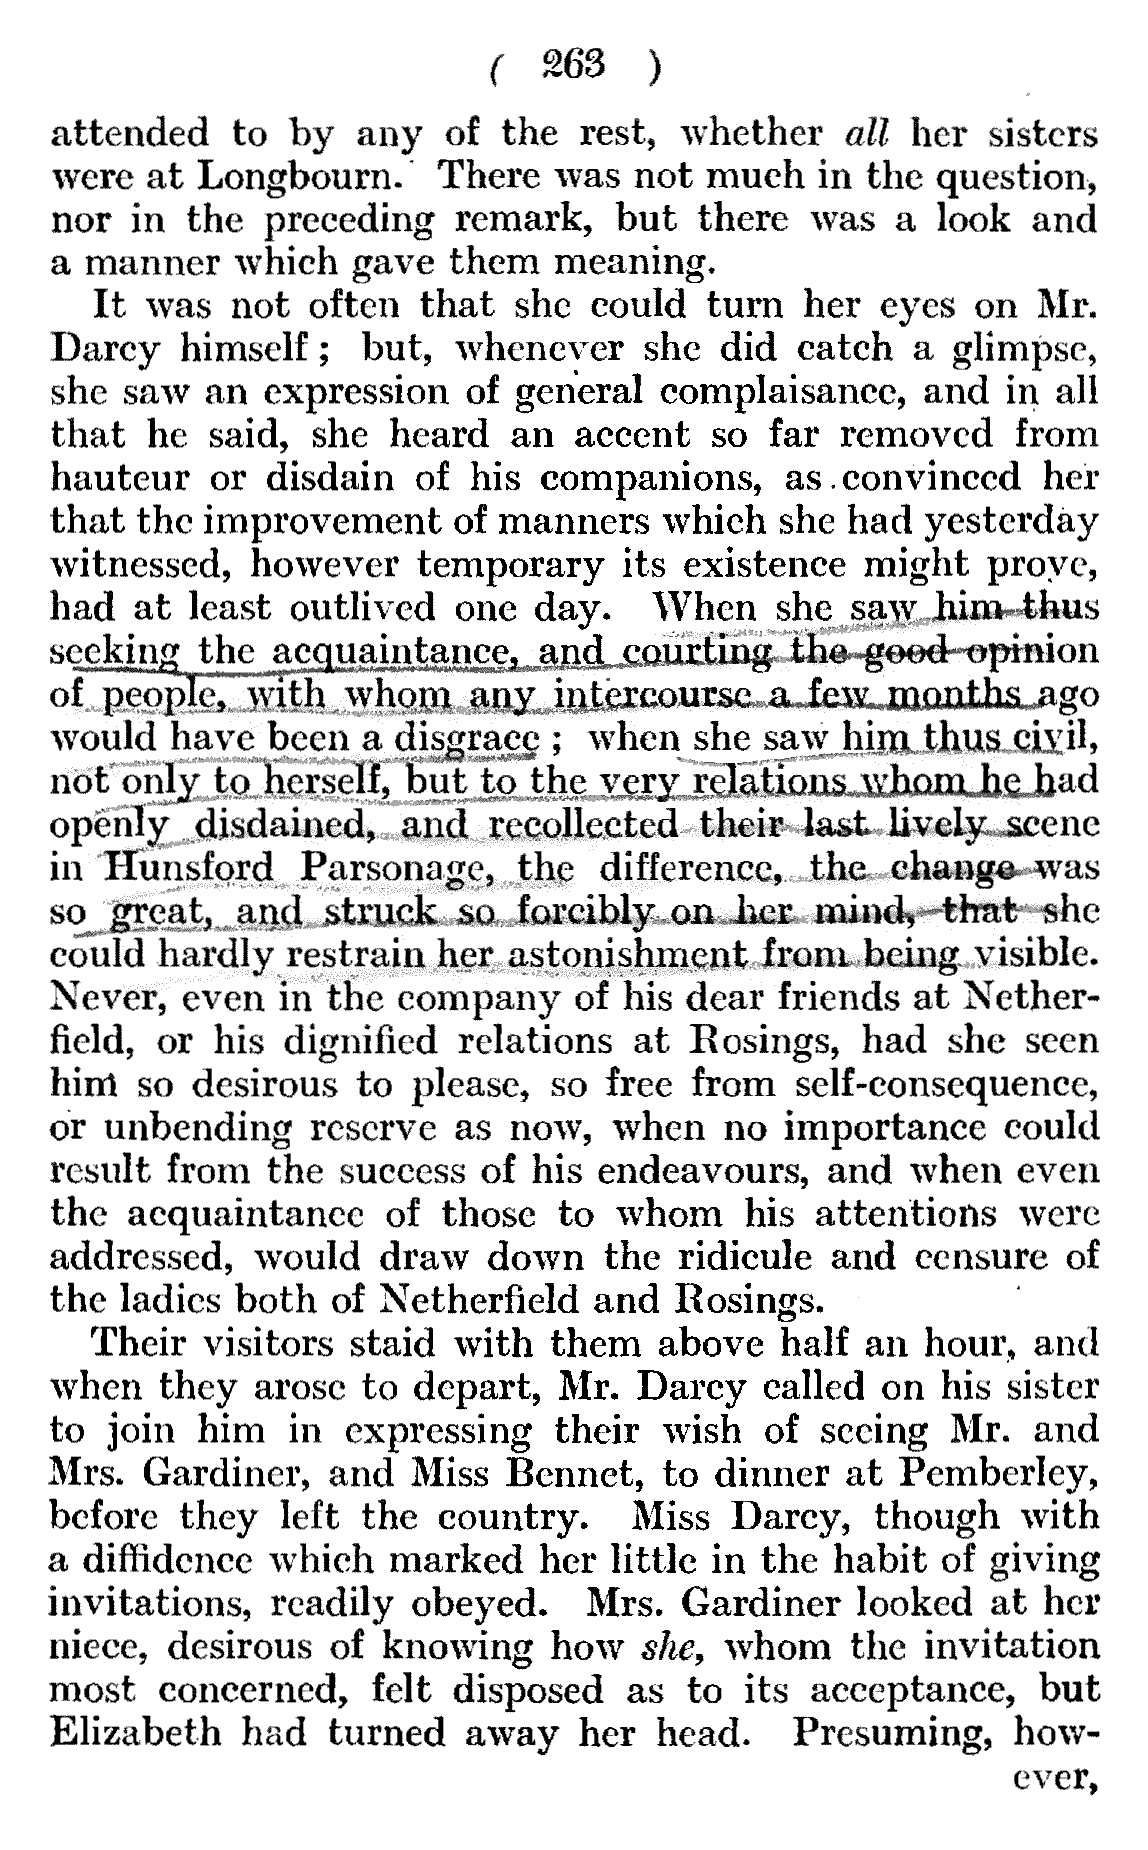 ( 263 )
attended to by any of the rest, whether all her sisters
were at Longbourn. There was not much in the question,
nor in the preceding remark, but there was a look and
a manner which gave them meaning.
It was not often that she could turn her eyes on Mr.
Darcy himself ; but, whenever she did catch a glimpse,
she saw an expression of general complaisance, and in all
that he said, she heard an accent so far removed from
hauteur or disdain of his companions, as convinced her
that the improvement of manners which she had yesterday
witnessed, however temporary its existence might prove,
had at least outlived one day. When she saw him thus
seeking the acquaintance, and courting the good opinion
of people, with whom any intercourse a few months ago
would have been a disgrace ; when she saw him thus civil,
not only to herself, but to the very relations whom he had
openly disdained, and recollected their last lively scene
in Hunsford Parsonage, the difference, the change was
so great, and struck so forcibly on her mind, that she
could hardly restrain her astonishment from being visible.
Never, even in the company of his dear friends at Nether-
field, or his dignified relations at Rosings, had she seen
him so desirous to please, so free from self-consequence,
or unbending reserve as now, when no importance could
result from the success of his endeavours, and when even
the acquaintance of those to whom his attentions were
addressed, would draw down the ridicule and censure of
the ladies both of Netherfield and Rosings.
Their visitors staid with them above half an hour, and
when they arose to depart, Mr. Darcy called on his sister
to join him in expressing their wish of seeing Mr. and
Mrs. Gardiner, and Miss Bennet, to dinner at Pemberley,
before they left the country. Miss Darcy, though with
a diffidence which marked her little in the habit of giving
invitations, readily obeyed. Mrs. Gardiner looked at her
niece, desirous of knowing how she, whom the invitation
most concerned, felt disposed as to its acceptance, but
Elizabeth had turned away her head. Presuming, how-
ever,